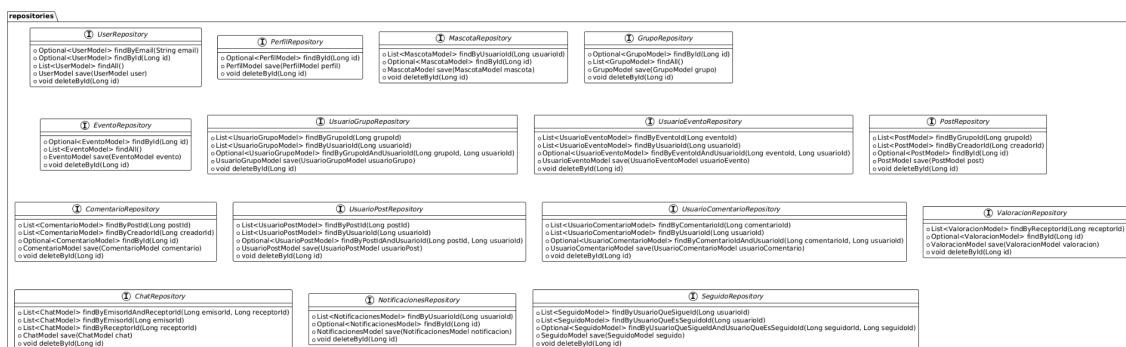 repositories
UserRepository
Optional<UserModel> findByEmail(String email)
Optional<UserModel> findById(Long id)
List<UserModel> findAll()
UserModel save(UserModel user)
void deleteById(Long id)
PerfilRepository
Optional<PerfilModel> findById(Long id)
PerfilModel save(PerfilModel perfil)
void deleteById(Long id)
MascotaRepository
List<MascotaModel> findByUsuarioId(Long usuarioId)
Optional<MascotaModel> findById(Long id)
MascotaModel save(MascotaModel mascota)
void deleteById(Long id)
GrupoRepository
Optional<GrupoModel> findById(Long id)
List<GrupoModel> findAll()
GrupoModel save(GrupoModel grupo)
void deleteById(Long id)
EventoRepository
Optional<EventoModel> findById(Long id)
List<EventoModel> findAll()
EventoModel save(EventoModel evento)
void deleteById(Long id)
UsuarioGrupoRepository
List<UsuarioGrupoModel> findByGrupoId(Long grupoId)
List<UsuarioGrupoModel> findByUsuarioId(Long usuarioId)
Optional<UsuarioGrupoModel> findByGrupoIdAndUsuarioId(Long grupoId, Long usuarioId)
UsuarioGrupoModel save(UsuarioGrupoModel usuarioGrupo)
void deleteById(Long id)
UsuarioEventoRepository
List<UsuarioEventoModel> findByEventoId(Long eventoId)
List<UsuarioEventoModel> findByUsuarioId(Long usuarioId)
Optional<UsuarioEventoModel> findByEventoIdAndUsuarioId(Long eventoId, Long usuarioId)
UsuarioEventoModel save(UsuarioEventoModel usuarioEvento)
void deleteById(Long id)
PostRepository
List<PostModel> findByGrupoId(Long grupoId)
List<PostModel> findByCreadorId(Long creadorId)
Optional<PostModel> findById(Long id)
PostModel save(PostModel post)
void deleteById(Long id)
ComentarioRepository
List<ComentarioModel> findByPostId(Long postId)
List<ComentarioModel> findByCreadorId(Long creadorId)
Optional<ComentarioModel> findById(Long id)
ComentarioModel save(ComentarioModel comentario)
void deleteById(Long id)
UsuarioPostRepository
List<UsuarioPostModel> findByPostId(Long postId)
List<UsuarioPostModel> findByUsuarioId(Long usuarioId)
Optional<UsuarioPostModel> findByPostIdAndUsuarioId(Long postId, Long usuarioId)
UsuarioPostModel save(UsuarioPostModel usuarioPost)
void deleteById(Long id)
UsuarioComentarioRepository
List<UsuarioComentarioModel> findByComentarioId(Long comentarioId)
List<UsuarioComentarioModel> findByUsuarioId(Long usuarioId)
Optional<UsuarioComentarioModel> findByComentarioIdAndUsuarioId(Long comentarioId, Long usuarioId)
UsuarioComentarioModel save(UsuarioComentarioModel usuarioComentario)
void deleteById(Long id)
ValoracionRepository
List<ValoracionModel> findByReceptorId(Long receptorId)
Optional<ValoracionModel> findById(Long id)
ValoracionModel save(ValoracionModel valoracion)
void deleteById(Long id)
ChatRepository
List<ChatModel> findByEmisorIdAndReceptorId(Long emisorId, Long receptorId)
List<ChatModel> findByEmisorId(Long emisorId)
List<ChatModel> findByReceptorId(Long receptorId)
ChatModel save(ChatModel chat)
void deleteById(Long id)
NotificacionesRepository
List<NotificacionesModel> findByUsuarioId(Long usuarioId)
Optional<NotificacionesModel> findById(Long id)
NotificacionesModel save(NotificacionesModel notificacion)
void deleteById(Long id)
SeguidoRepository
List<SeguidoModel> findByUsuarioQueSigueId(Long usuarioId)
List<SeguidoModel> findByUsuarioQueEsSeguidoId(Long usuarioId)
Optional<SeguidoModel> findByUsuarioQueSigueIdAndUsuarioQueEsSeguidoId(Long seguidorId, Long seguidoId)
SeguidoModel save(SeguidoModel seguido)
void deleteById(Long id)